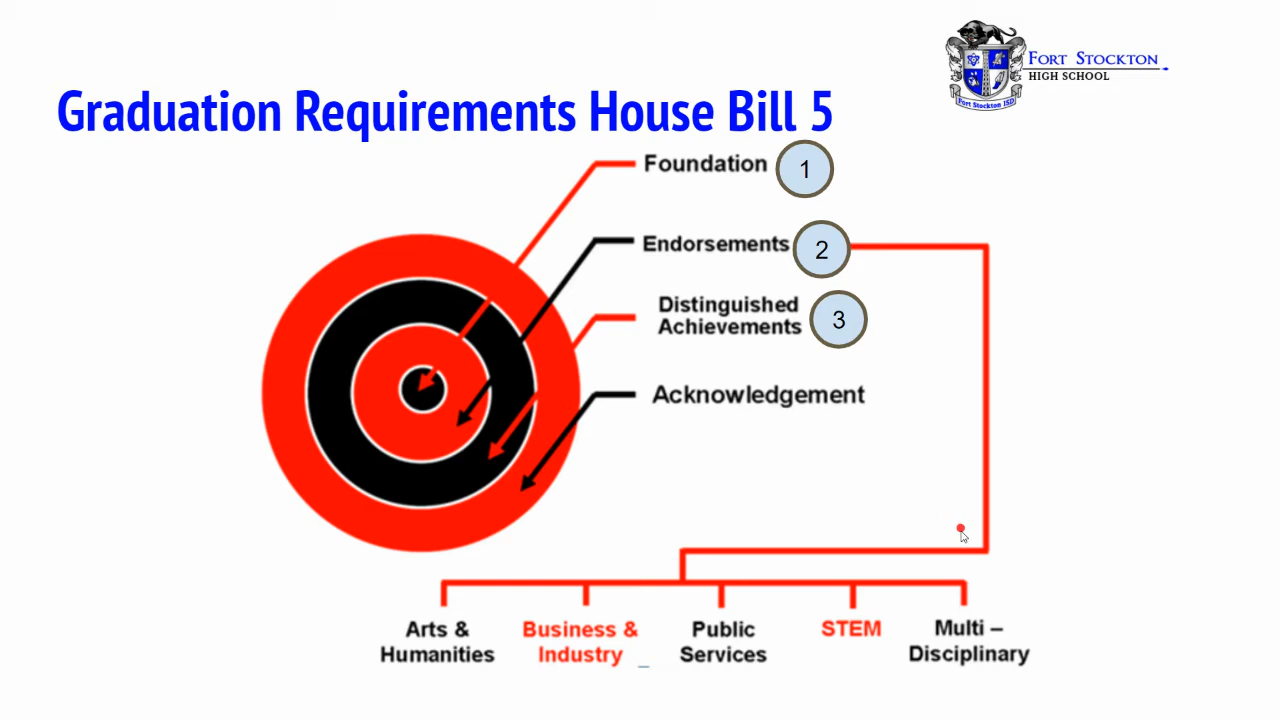 FORT STOCKTON
HIGH SCHOOL
Fort Stockton ISD
Graduation Requirements House Bill 5
Foundation 1
Endorsements 2
Distinguished
Achievements 3
Acknowledgement
Arts &
Humanities
Business &
Industry
Public
Services
STEM
Multi –
Disciplinary